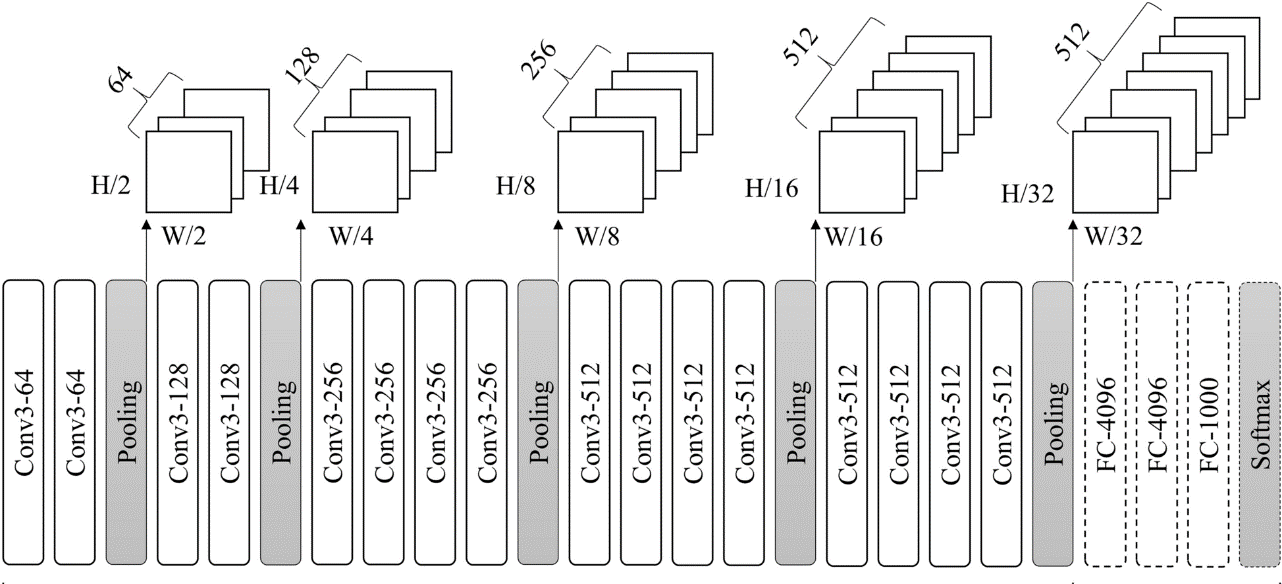 64
128
256
512
512
H/2
H/4
H/8
H/16
H/32
W/2
W/4
W/8
W/16
W/32
Conv3-64
Conv3-64
Pooling
Conv3-128
Conv3-128
Pooling
Conv3-256
Conv3-256
Conv3-256
Conv3-256
Pooling
Conv3-512
Conv3-512
Conv3-512
Conv3-512
Pooling
Conv3-512
Conv3-512
Conv3-512
Conv3-512
Pooling
FC-4096
FC-4096
FC-1000
Softmax